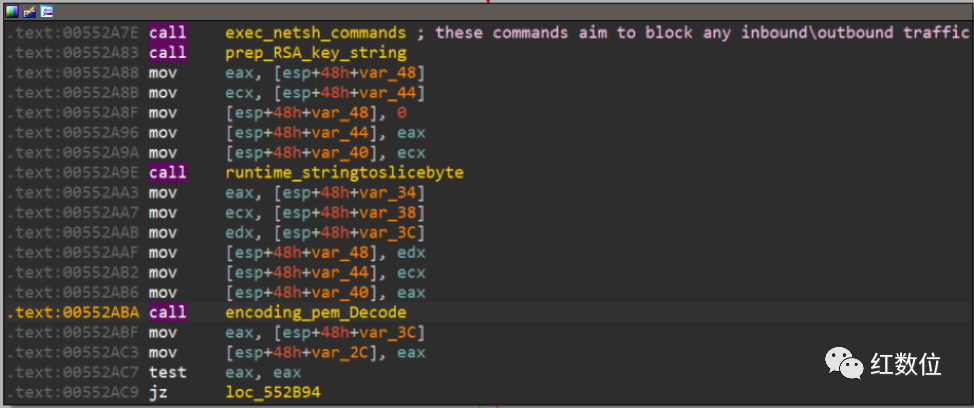 .text:00552A7E call exec_netsh_commands ; these commands aim to block any inbound\outbound traffic
.text:00552A83 call prep_RSA_key_string
.text:00552A88 mov eax, [esp+48h+var_48]
.text:00552A8B mov ecx, [esp+48h+var_44]
.text:00552A8F mov [esp+48h+var_48], 0
.text:00552A96 mov [esp+48h+var_44], eax
.text:00552A9A mov [esp+48h+var_40], ecx
.text:00552A9E call runtime_stringtoslicebyte
.text:00552AA3 mov eax, [esp+48h+var_34]
.text:00552AA7 mov ecx, [esp+48h+var_38]
.text:00552AAB mov edx, [esp+48h+var_3C]
.text:00552AAF mov [esp+48h+var_48], edx
.text:00552AB2 mov [esp+48h+var_44], ecx
.text:00552AB6 mov [esp+48h+var_40], eax
.text:00552ABA call encoding_pem_Decode
.text:00552ABF mov eax, [esp+48h+var_3C]
.text:00552AC3 mov [esp+48h+var_2C], eax
.text:00552AC7 test eax, eax
.text:00552AC9 jz loc_552B94
红数位